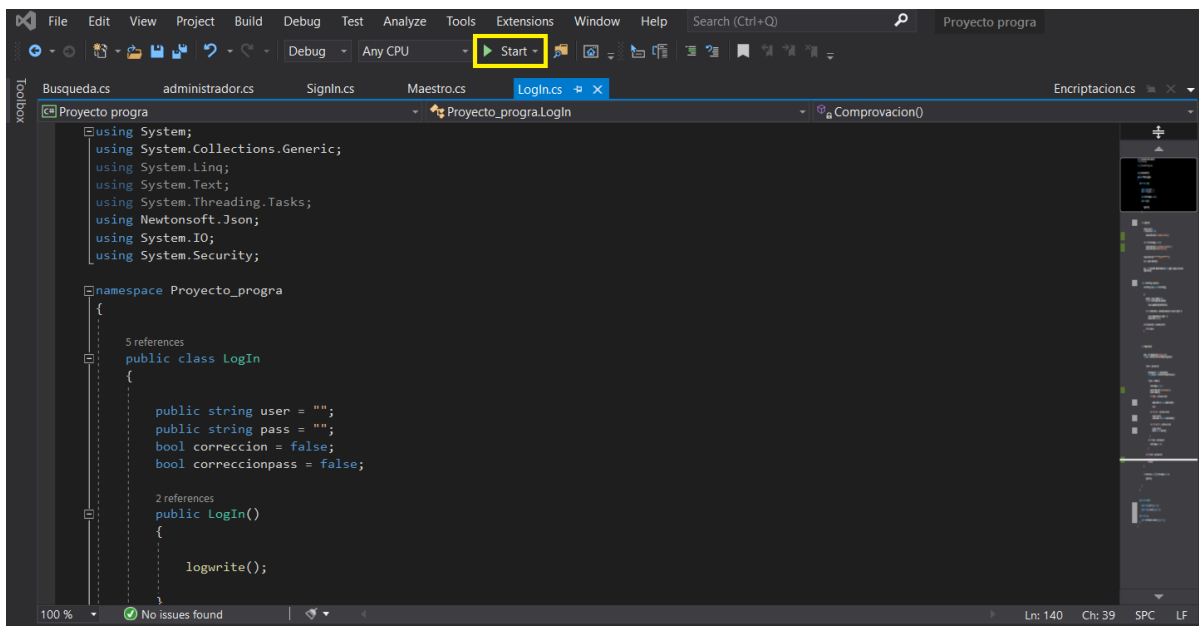 File Edit View Project Build Debug Test Analyze Tools Extensions Window Help Search (Ctrl+Q) Proyecto progra
Debug Any CPU Start
Toolbox
Busqueda.cs administrador.cs SignIn.cs Maestro.cs LogIn.cs Encriptacion.cs
C# Proyecto progra Proyecto_progra.LogIn Comprovacion()
using System;
using System.Collections.Generic;
using System.Linq;
using System.Text;
using System.Threading.Tasks;
using Newtonsoft.Json;
using System.IO;
using System.Security;
namespace Proyecto_progra
{
5 references
public class LogIn
{
public string user = "";
public string pass = "";
bool correccion = false;
bool correccionpass = false;
2 references
public LogIn()
{
logwrite();
}
100 % No issues found Ln: 140 Ch: 39 SPC LF